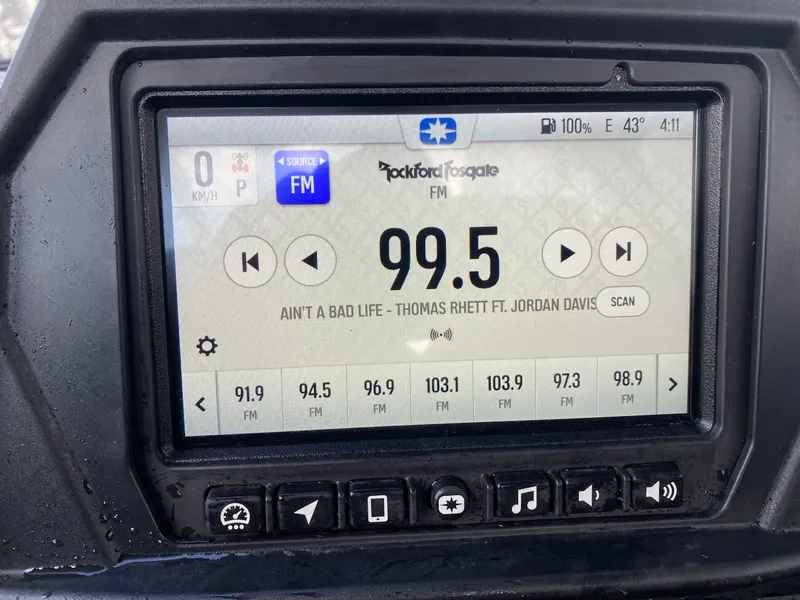 100% E 43° 4:11
0 KM/H P
SOURCE
FM
Rockford Fosgate
FM
99.5
AIN'T A BAD LIFE - THOMAS RHETT FT. JORDAN DAVIS
SCAN
91.9 94.5 96.9 103.1 103.9 97.3 98.9
FM FM FM FM FM FM FM